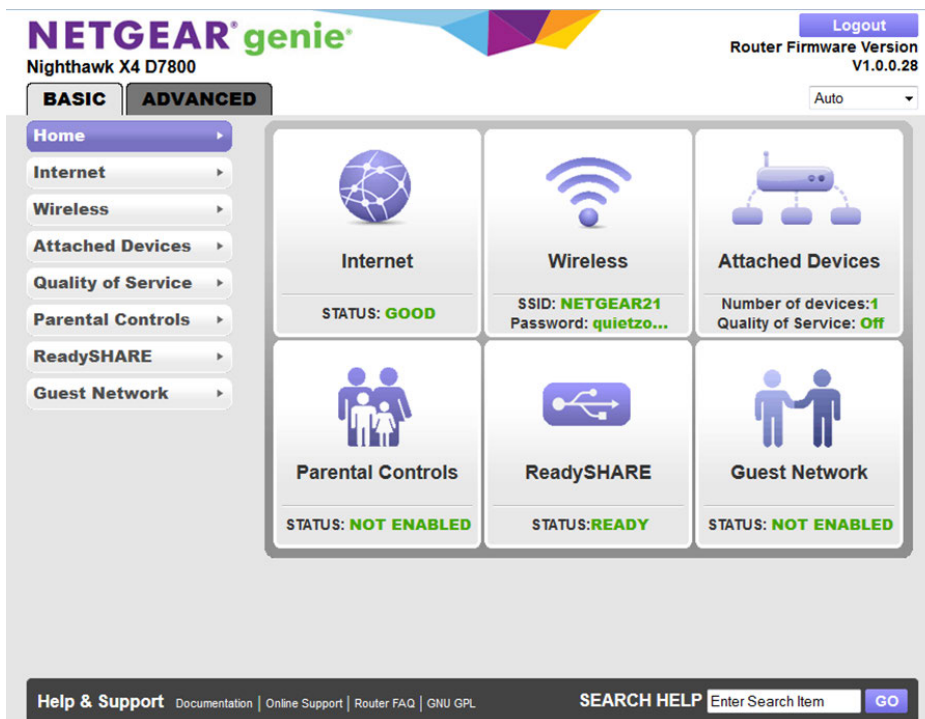 NETGEAR® genie®
Nighthawk X4 D7800
Logout
Router Firmware Version
V1.0.0.28
BASIC
ADVANCED
Auto
Home
Internet
Wireless
Attached Devices
Quality of Service
Parental Controls
ReadySHARE
Guest Network
Internet
STATUS: GOOD
Wireless
SSID: NETGEAR21
Password: quietzo...
Attached Devices
Number of devices:1
Quality of Service: Off
Parental Controls
STATUS: NOT ENABLED
ReadySHARE
STATUS:READY
Guest Network
STATUS: NOT ENABLED
Help & Support Documentation | Online Support | Router FAQ | GNU GPL
SEARCH HELP Enter Search Item GO